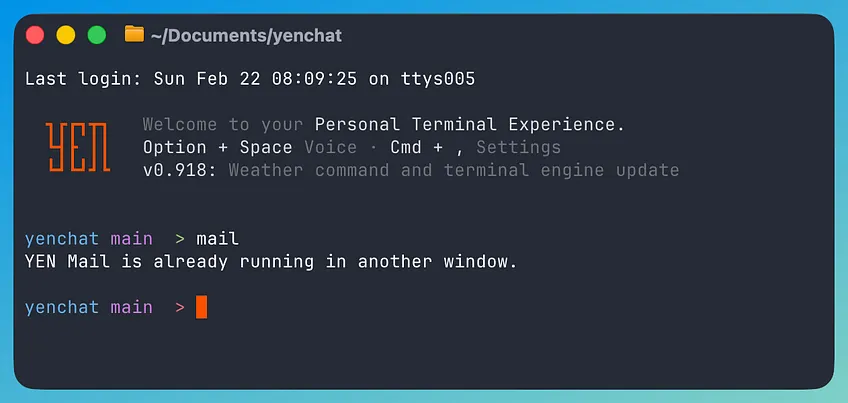 ~/Documents/yenchat
Last login: Sun Feb 22 08:09:25 on ttys005
YEN
Welcome to your Personal Terminal Experience.
Option + Space Voice · Cmd + , Settings
v0.918: Weather command and terminal engine update
yenchat main > mail
YEN Mail is already running in another window.
yenchat main >